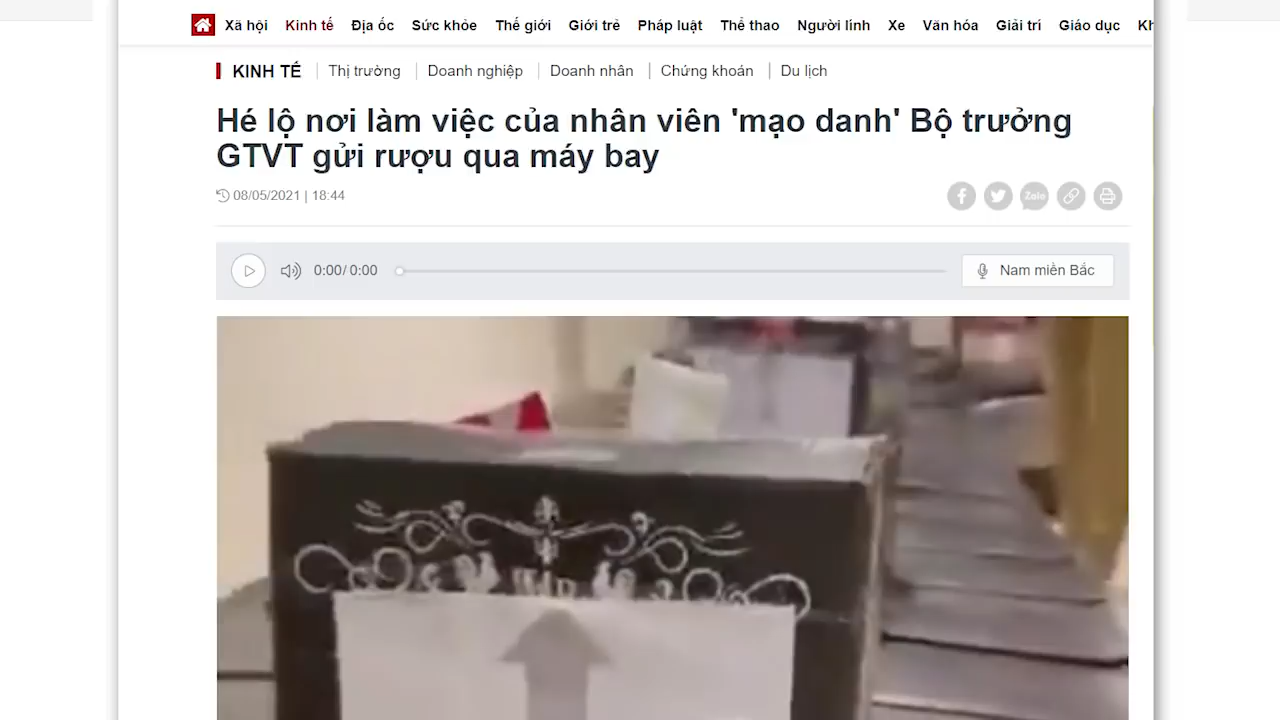 Xã hội Kinh tế Địa ốc Sức khỏe Thế giới Giới trẻ Pháp luật Thể thao Người lính Xe Văn hóa Giải trí Giáo dục
KINH TẾ Thị trường Doanh nghiệp Doanh nhân Chứng khoán Du lịch
Hé lộ nơi làm việc của nhân viên 'mạo danh' Bộ trưởng
GTVT gửi rượu qua máy bay
08/05/2021 | 18:44
Zalo
0:00/ 0:00 Nam miền Bắc